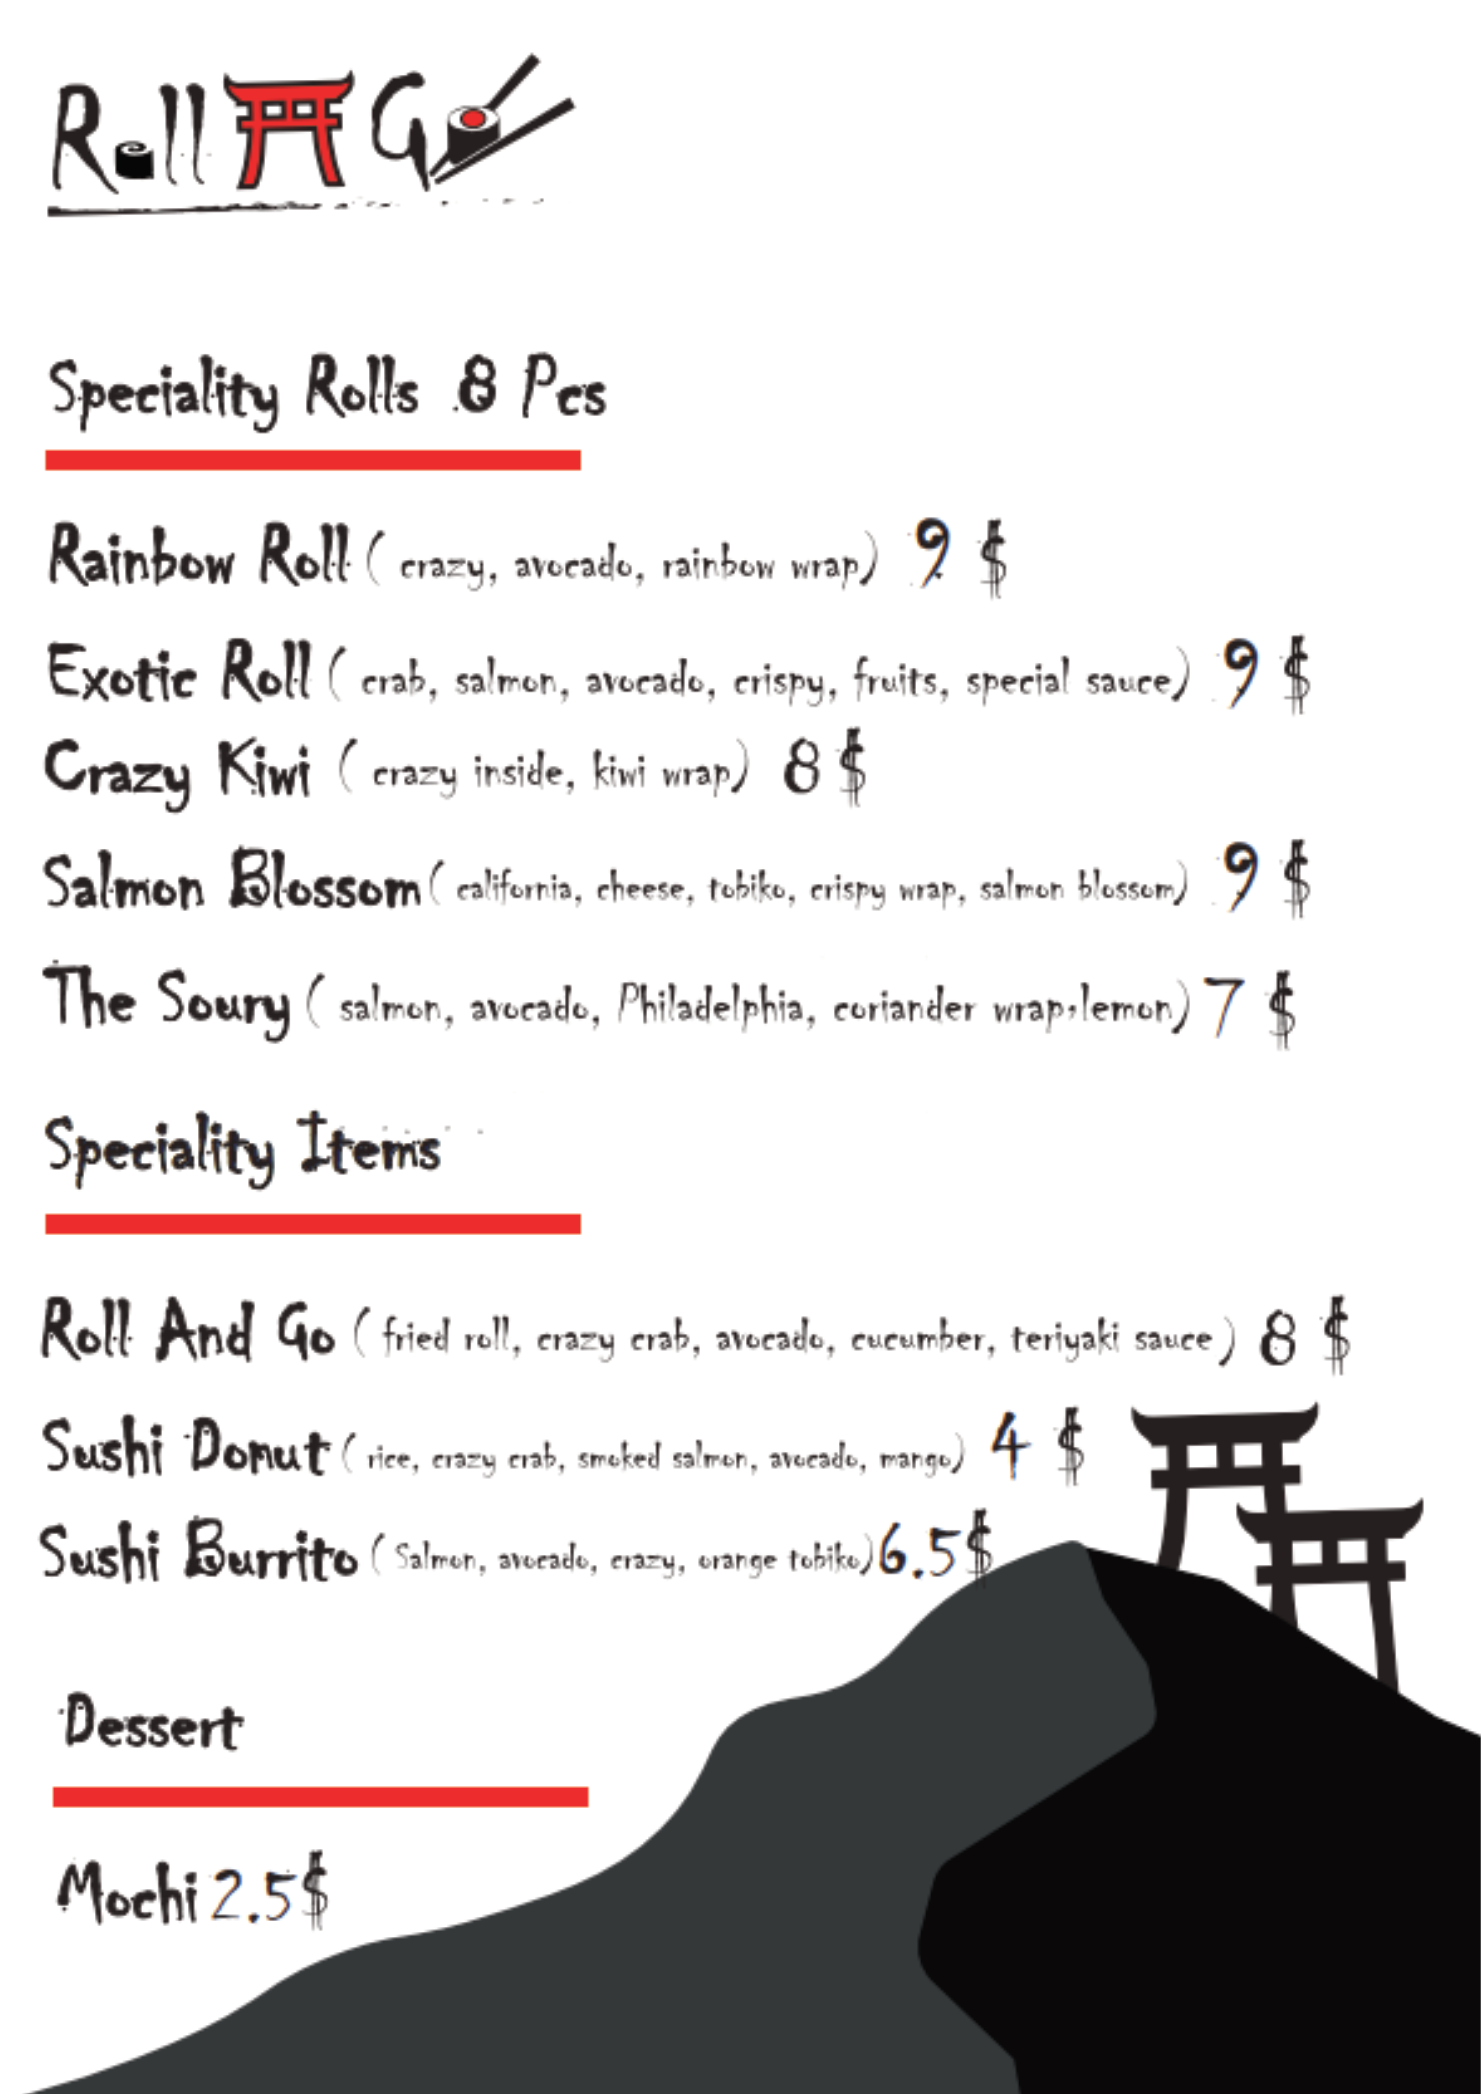 Roll Go
Speciality Rolls 8 Pcs
Rainbow Roll ( crazy, avocado, rainbow wrap) 9 $
Exotic Roll ( crab, salmon, avocado, crispy, fruits, special sauce) 9 $
Crazy Kiwi ( crazy inside, kiwi wrap) 8 $
Salmon Blossom ( california, cheese, tobiko, crispy wrap, salmon blossom) 9 $
The Soury ( salmon, avocado, Philadelphia, coriander wrap,lemon) 7 $
Speciality Items
Roll And Go ( fried roll, crazy crab, avocado, cucumber, teriyaki sauce ) 8 $
Sushi Donut ( rice, crazy crab, smoked salmon, avocado, mango) 4 $
Sushi Burrito ( Salmon, avocado, crazy, orange tobiko) 6.5$
Dessert
Mochi 2.5$